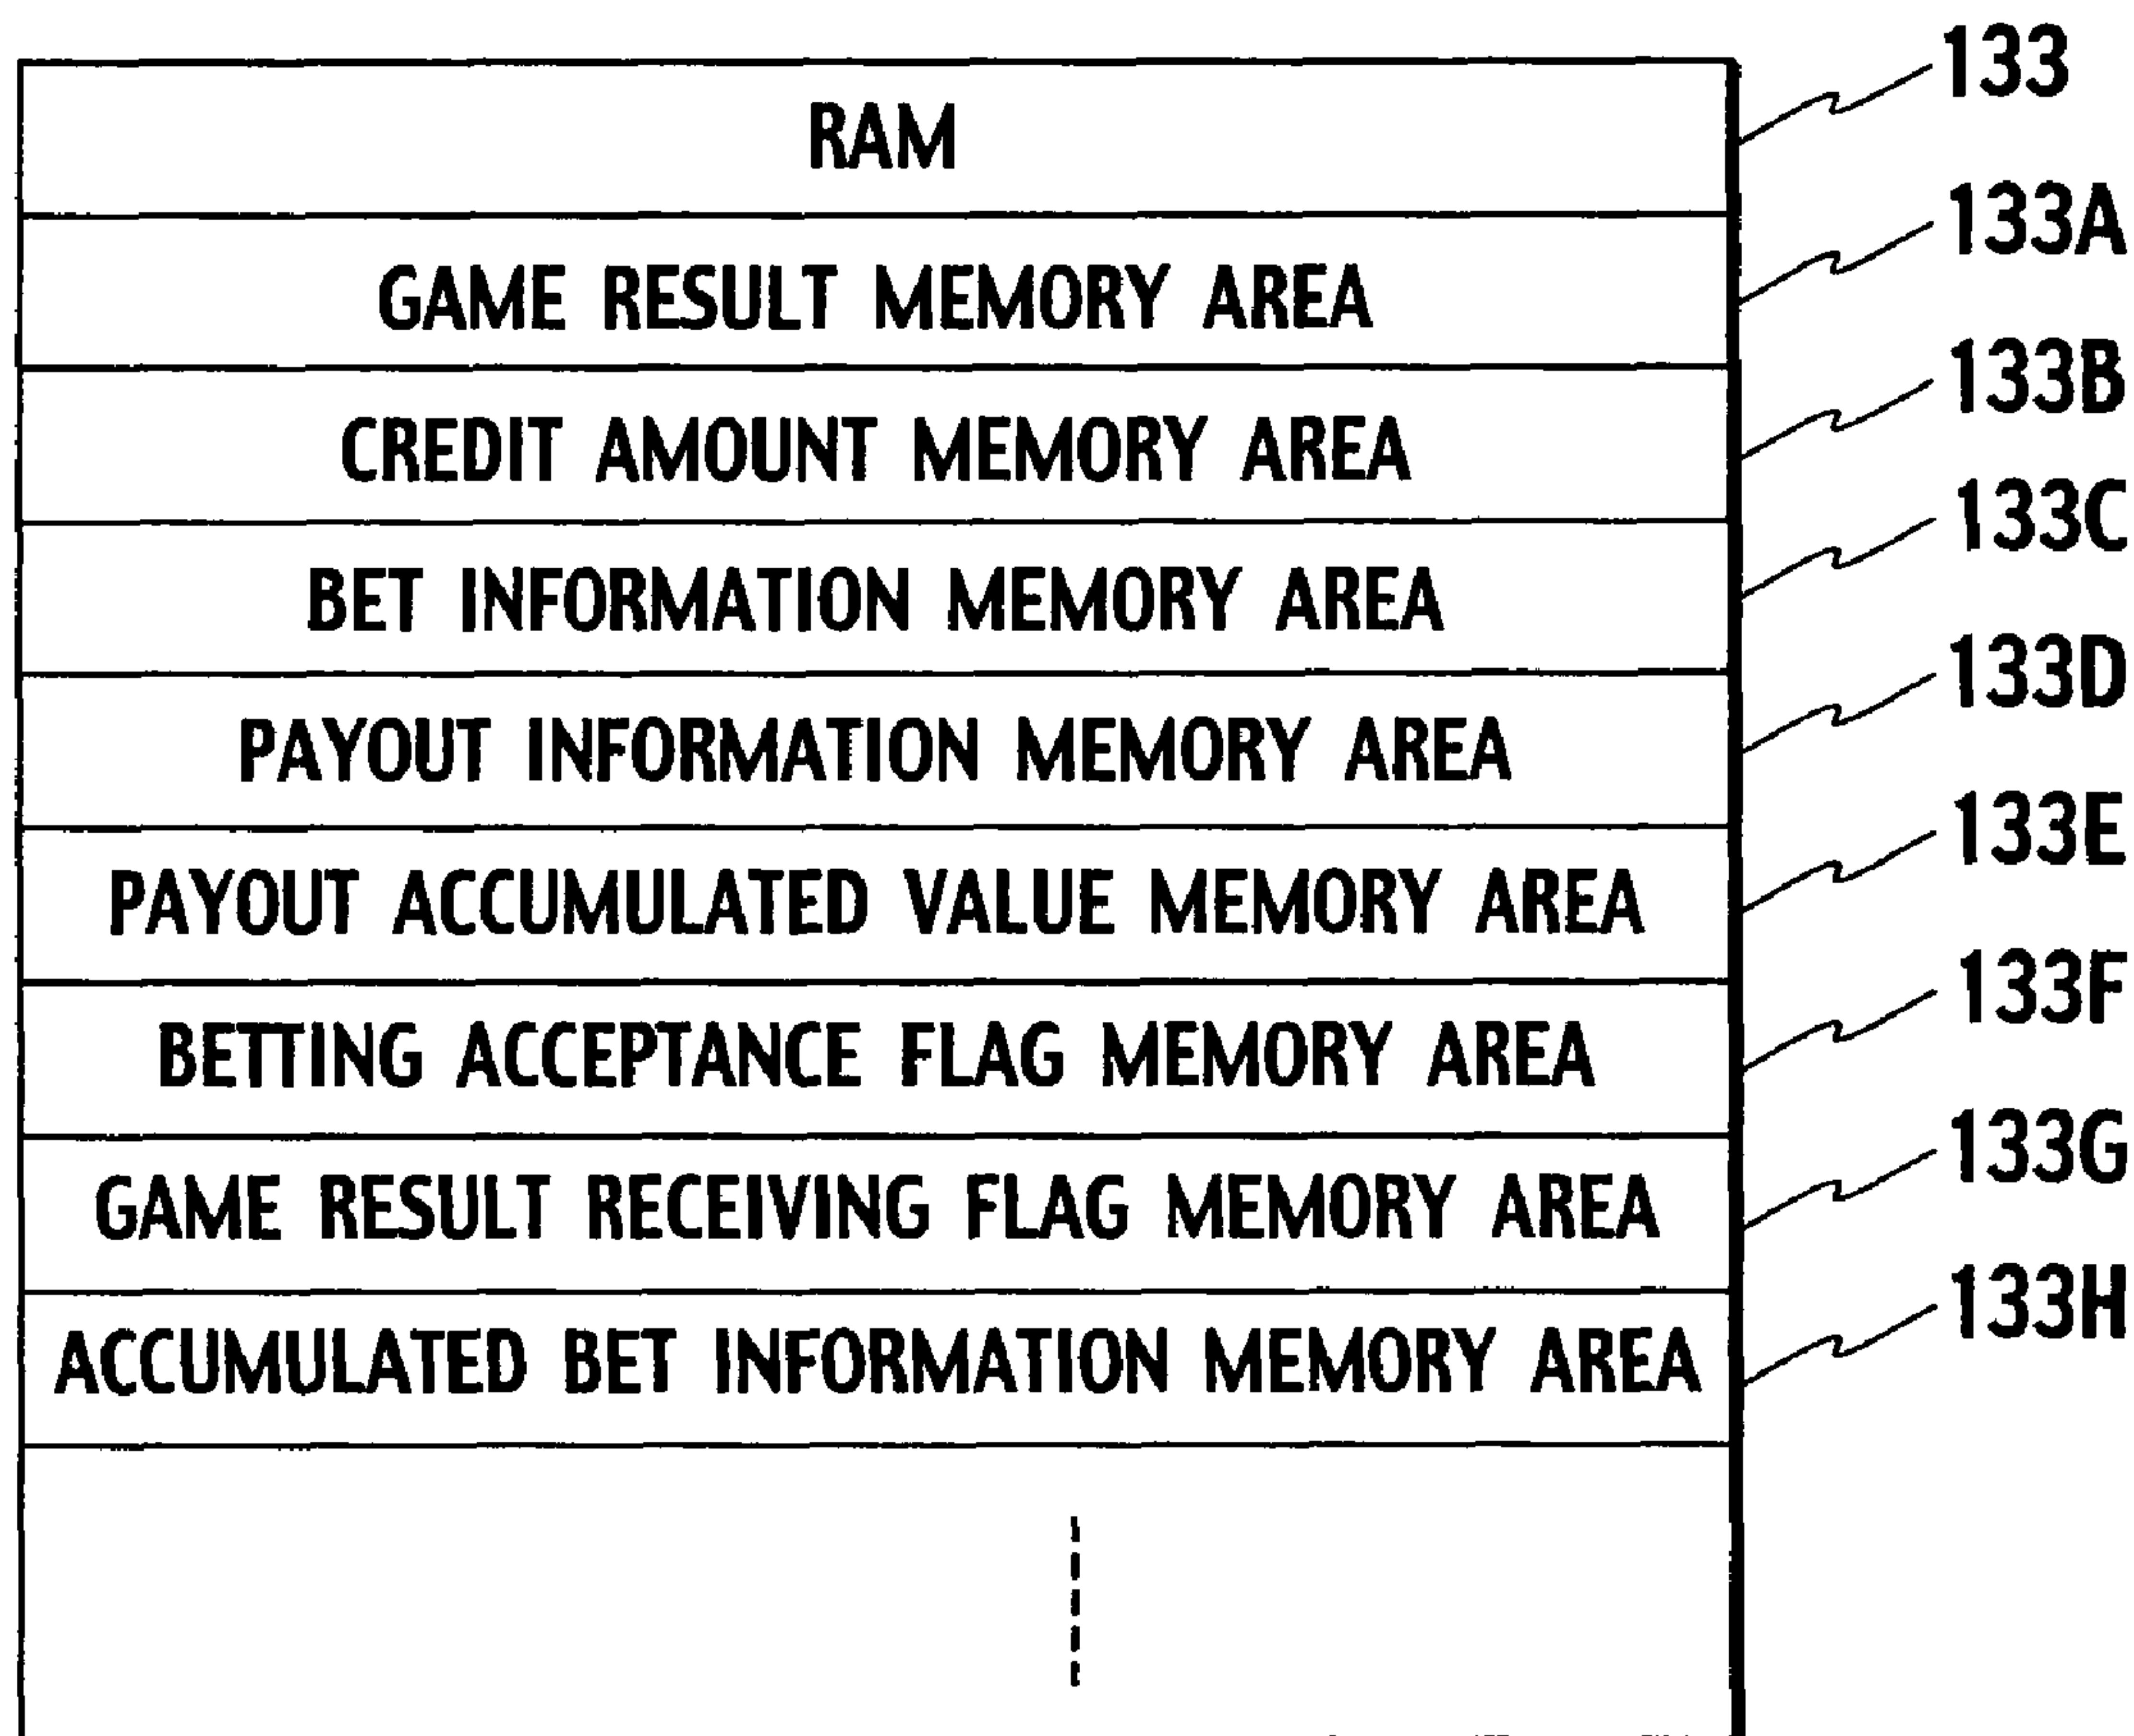 RAM 133
GAME RESULT MEMORY AREA 133A
CREDIT AMOUNT MEMORY AREA 133B
BET INFORMATION MEMORY AREA 133C
PAYOUT INFORMATION MEMORY AREA 133D
PAYOUT ACCUMULATED VALUE MEMORY AREA 133E
BETTING ACCEPTANCE FLAG MEMORY AREA 133F
GAME RESULT RECEIVING FLAG MEMORY AREA 133G
ACCUMULATED BET INFORMATION MEMORY AREA 133H